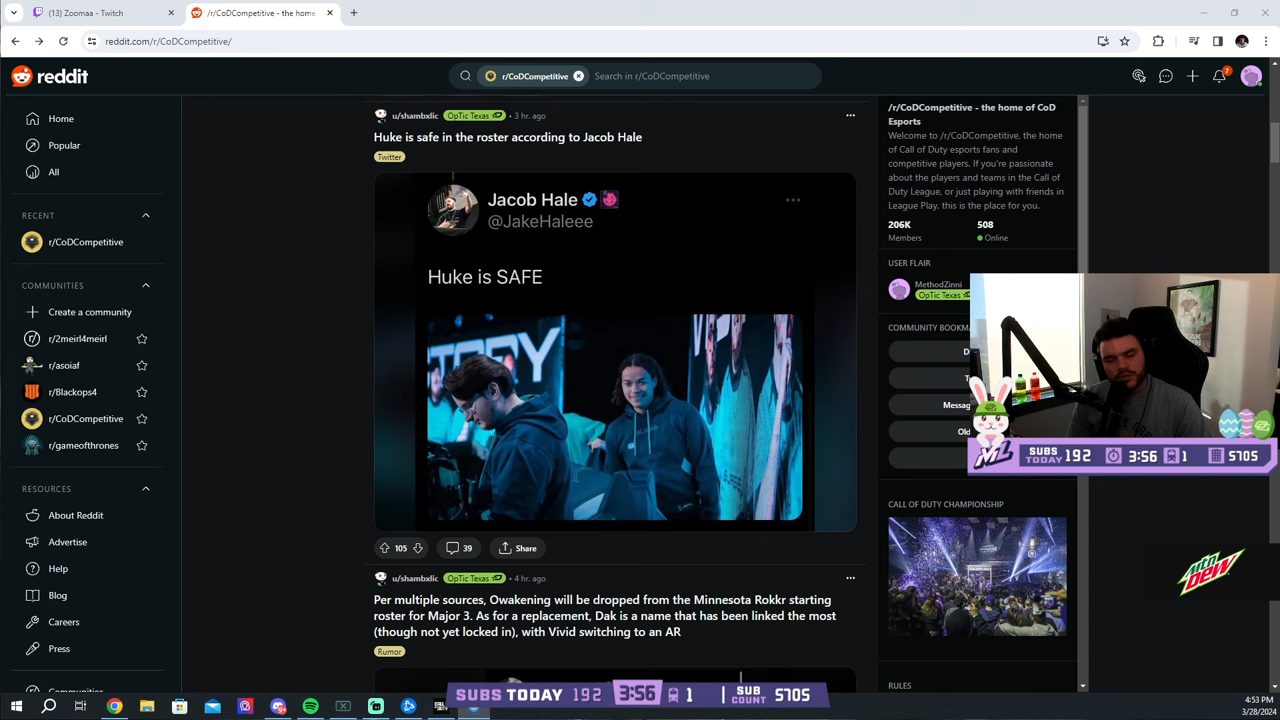 (13) Zoomaa - Twitch
/r/CoDCompetitive - the home
reddit.com/r/CoDCompetitive/
reddit
r/CoDCompetitive
Search in r/CoDCompetitive
7
Home
Popular
All
RECENT
r/CoDCompetitive
COMMUNITIES
Create a community
r/2meirl4meirl
r/asoiaf
r/Blackops4
r/CoDCompetitive
r/gameofthrones
RESOURCES
About Reddit
Advertise
Help
Blog
Careers
Press
u/shambxlic OpTic Texas • 3 hr. ago
Huke is safe in the roster according to Jacob Hale
Twitter
Jacob Hale
@JakeHaleee
Huke is SAFE
105
39
Share
u/shambxlic OpTic Texas • 4 hr. ago
Per multiple sources, Owakening will be dropped from the Minnesota Rokkr starting
roster for Major 3. As for a replacement, Dak is a name that has been linked the most
(though not yet locked in), with Vivid switching to an AR
Rumor
/r/CoDCompetitive - the home of CoD
Esports
Welcome to /r/CoDCompetitive, the home
of Call of Duty esports fans and
competitive players. If you're passionate
about the players and teams in the Call of
Duty League, or just playing with friends in
League Play, this is the place for you.
206K
508
Members
Online
USER FLAIR
MethodZinni
OpTic Texas
COMMUNITY BOOKMA
Messag
Old
CALL OF DUTY CHAMPIONSHIP
RULES
ML
SUBS
TODAY 192
3:56
1
5705
MTN
DEW
SUBS TODAY 192
3:56
1
SUB
COUNT 5705
4:53 PM
3/28/2024